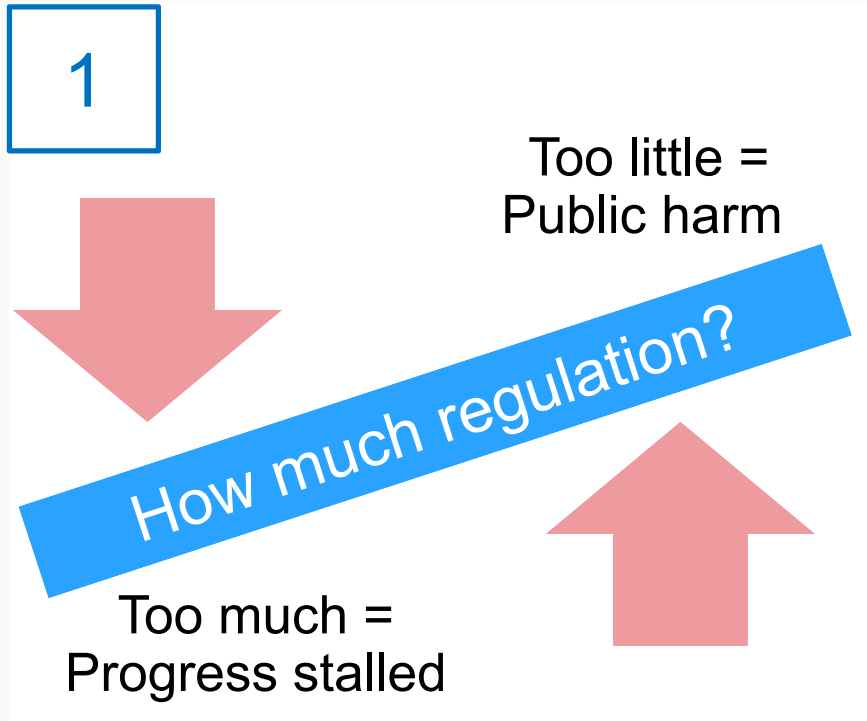 1
Too little =
Public harm
How much regulation?
Too much =
Progress stalled